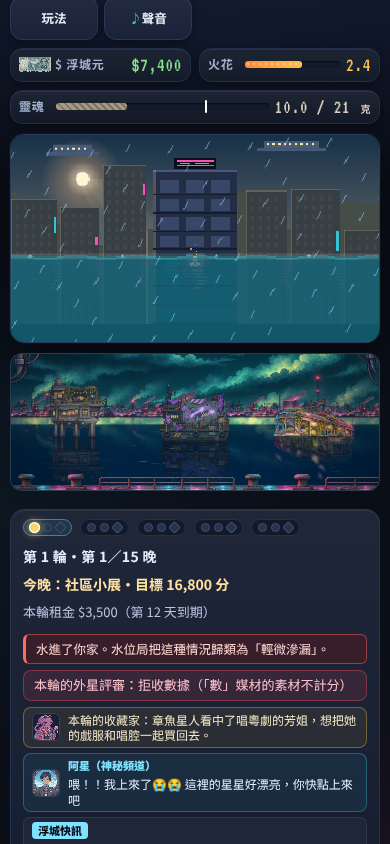 玩法
♪聲音
$ 浮城元 $7,400
火花 2.4
靈魂 10.0 / 21 克
第 1 輪・第 1／15 晚
今晚：社區小展・目標 16,800 分
本輪租金 $3,500（第 12 天到期）
水進了你家。水位局把這種情況歸類為「輕微滲漏」。
本輪的外星評審：拒收數據（「數」媒材的素材不計分）
本輪的收藏家：章魚星人看中了唱粵劇的芳姐，想把她
的戲服和唱腔一起買回去。
阿星（神秘頻道）
喂！！我上來了😭😭 這裡的星星好漂亮，你快點上來
吧
浮城快訊